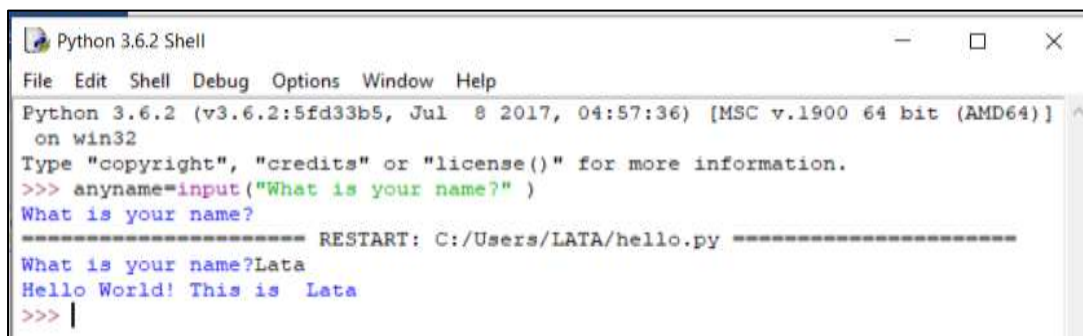 Python 3.6.2 Shell
File Edit Shell Debug Options Window Help
Python 3.6.2 (v3.6.2:5fd33b5, Jul  8 2017, 04:57:36) [MSC v.1900 64 bit (AMD64)]
 on win32
Type "copyright", "credits" or "license()" for more information.
>>> anyname=input("What is your name?" )
What is your name?
====================== RESTART: C:/Users/LATA/hello.py ======================
What is your name?Lata
Hello World! This is  Lata
>>>